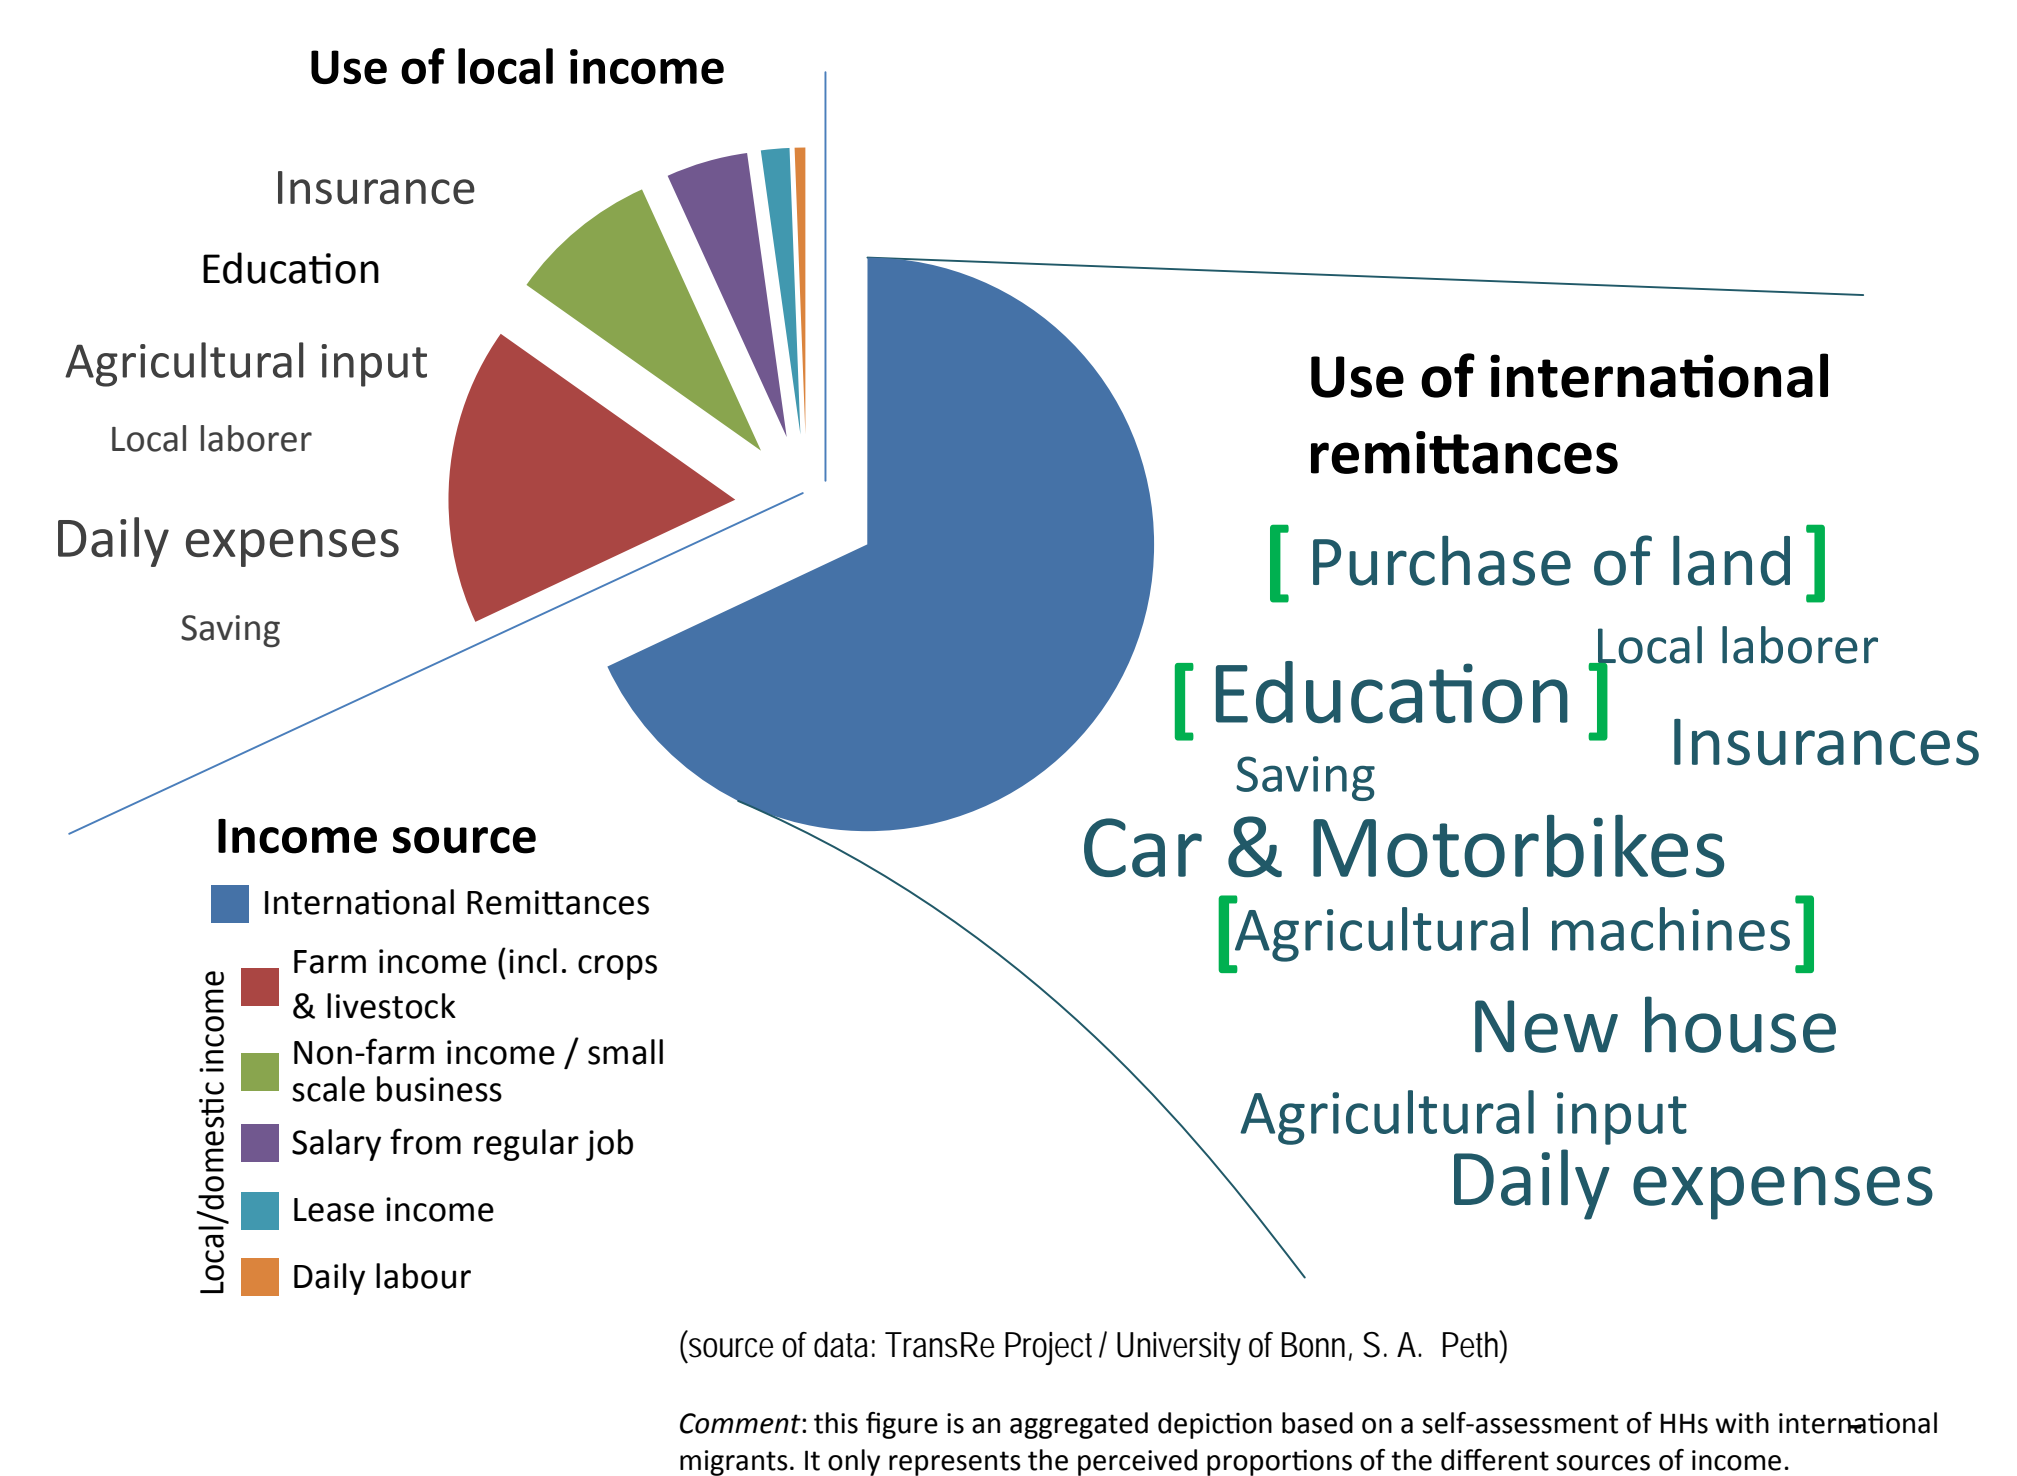 Use of local income
Insurance
Education
Agricultural input
Local laborer
Daily expenses
Saving
Use of international
remittances
[ Purchase of land ]
Local laborer
[ Education ]
Insurances
Saving
Car & Motorbikes
[Agricultural machines]
New house
Agricultural input
Daily expenses
Income source
International Remittances
Local/domestic income
Farm income (incl. crops
& livestock
Non-farm income / small
scale business
Salary from regular job
Lease income
Daily labour
(source of data: TransRe Project / University of Bonn, S. A. Peth)
Comment: this figure is an aggregated depiction based on a self-assessment of HHs with international
migrants. It only represents the perceived proportions of the different sources of income.